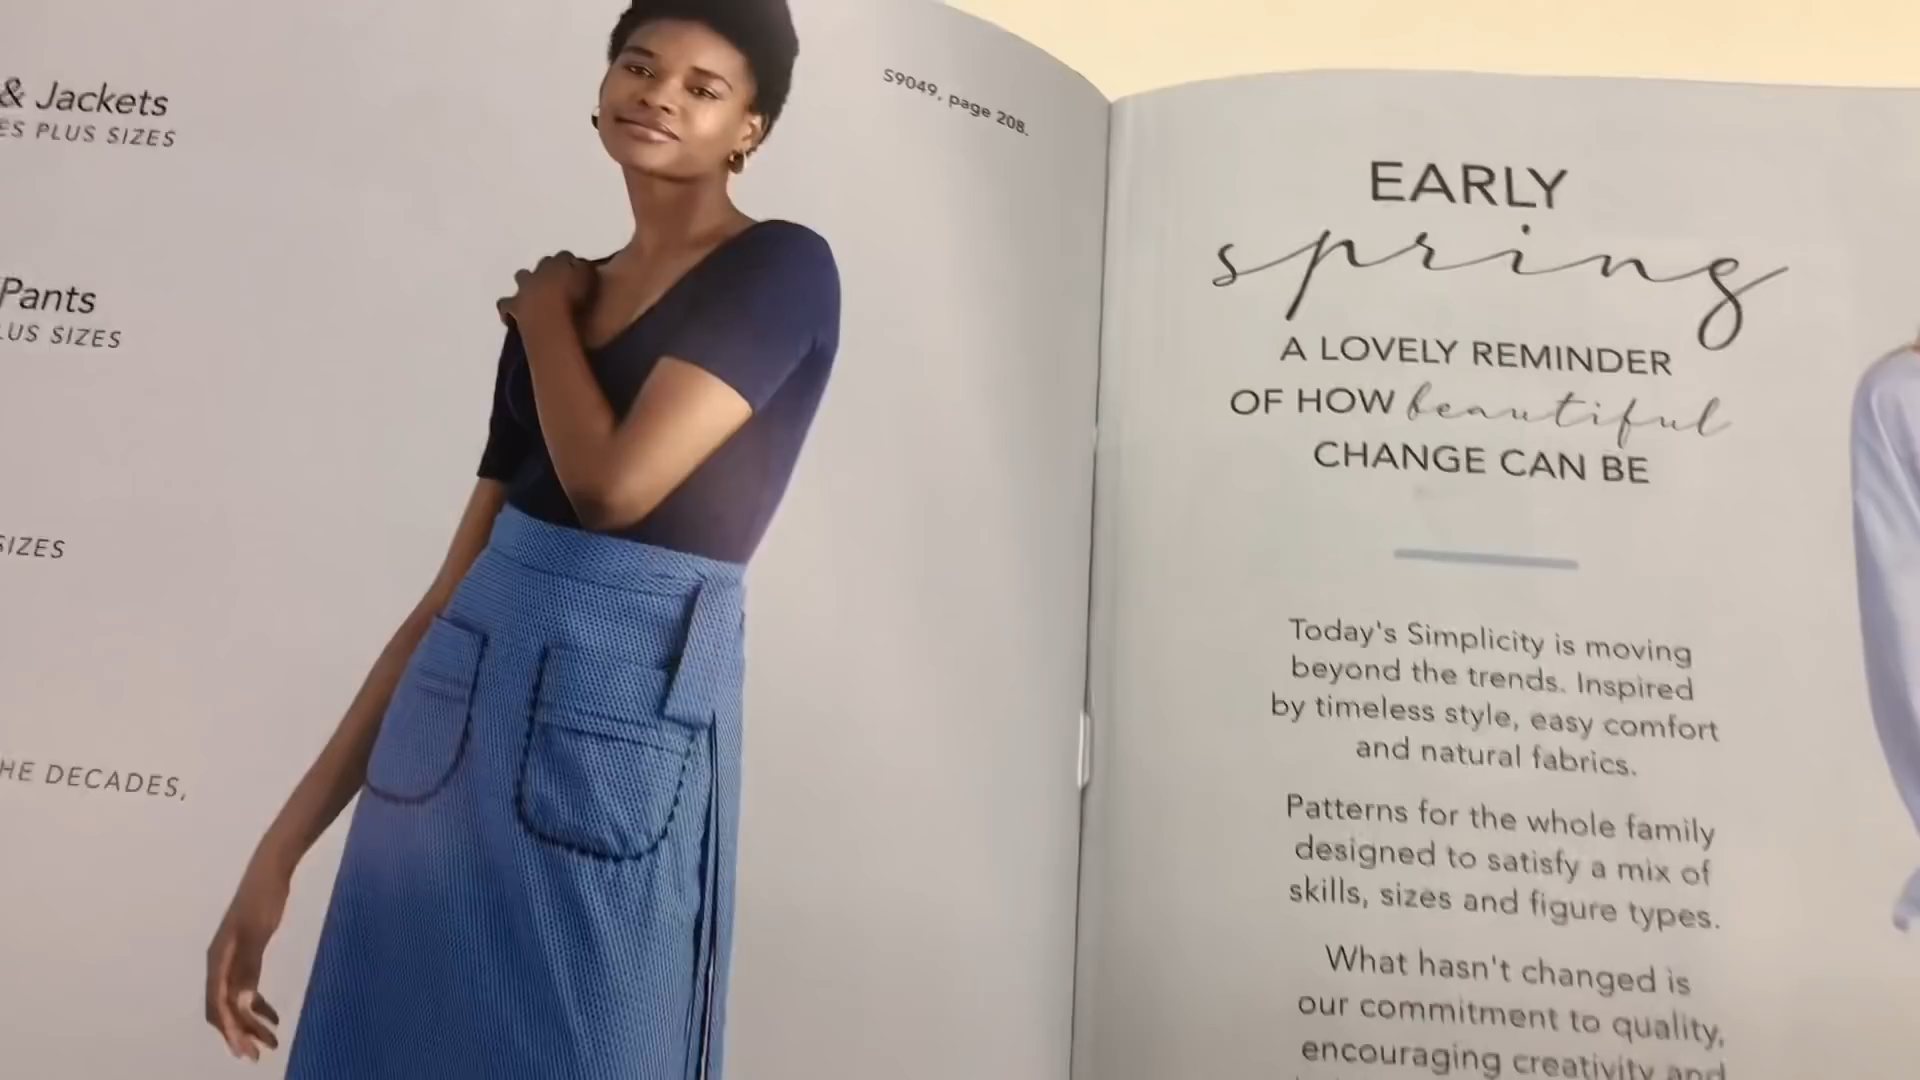 & Jackets
ES PLUS SIZES
Pants
LUS SIZES
SIZES
HE DECADES,
S9049, page 208.
EARLY
spring
A LOVELY REMINDER
OF HOW beautiful
CHANGE CAN BE
Today's Simplicity is moving
beyond the trends. Inspired
by timeless style, easy comfort
and natural fabrics.
Patterns for the whole family
designed to satisfy a mix of
skills, sizes and figure types.
What hasn't changed is
our commitment to quality,
encouraging creativity and